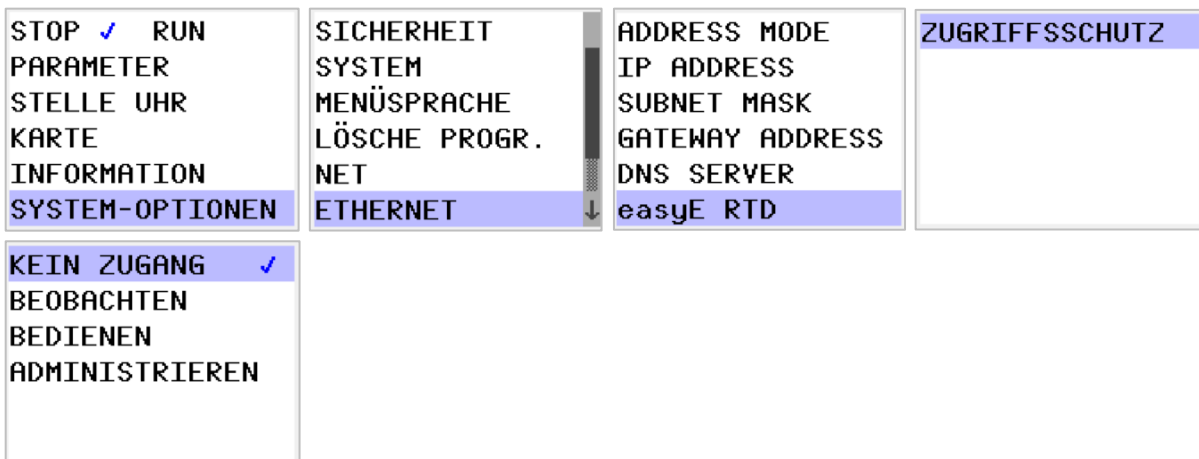 STOP ✓ RUN
PARAMETER
STELLE UHR
KARTE
INFORMATION
SYSTEM-OPTIONEN
SICHERHEIT
SYSTEM
MENÜSPRACHE
LÖSCHE PROGR.
NET
ETHERNET ↓
ADDRESS MODE
IP ADDRESS
SUBNET MASK
GATEWAY ADDRESS
DNS SERVER
easyE RTD
ZUGRIFFSSCHUTZ
KEIN ZUGANG ✓
BEOBACHTEN
BEDIENEN
ADMINISTRIEREN